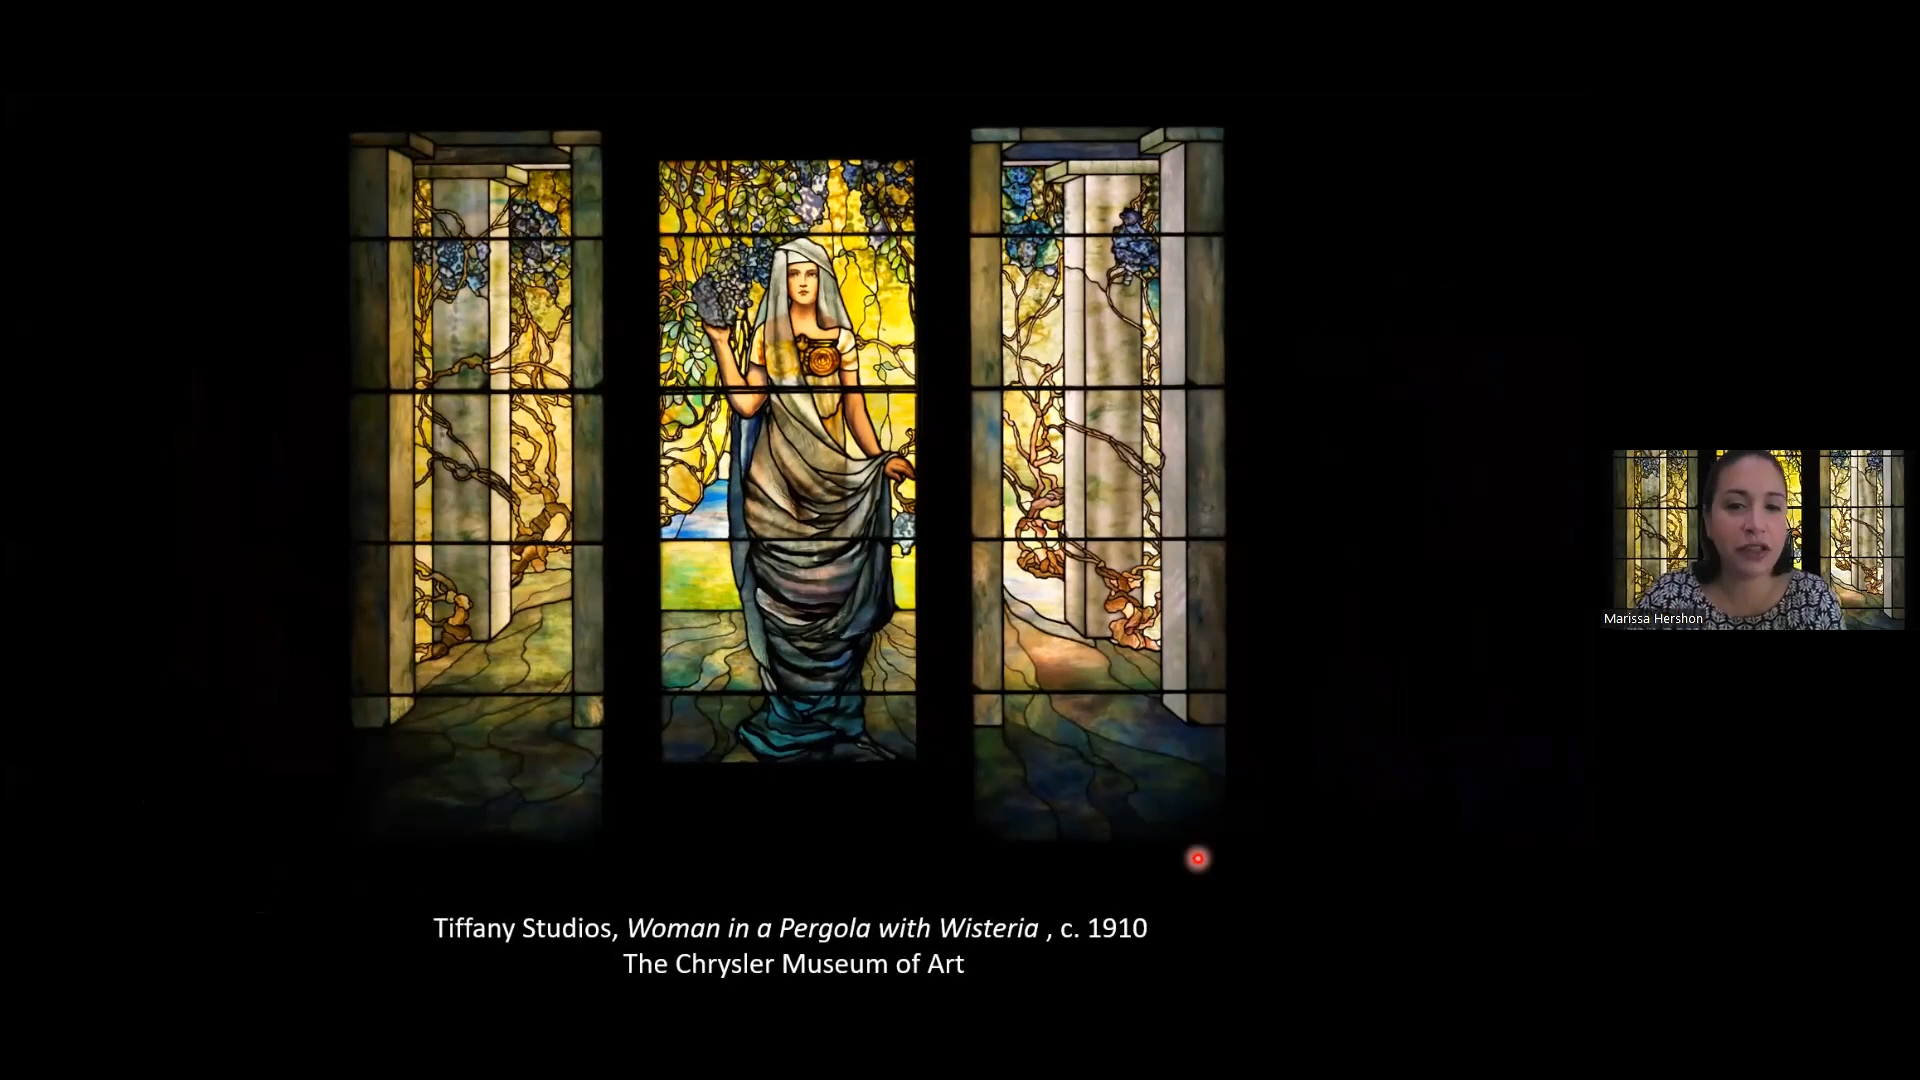 Marissa Hershon
Tiffany Studios, Woman in a Pergola with Wisteria , c. 1910
The Chrysler Museum of Art